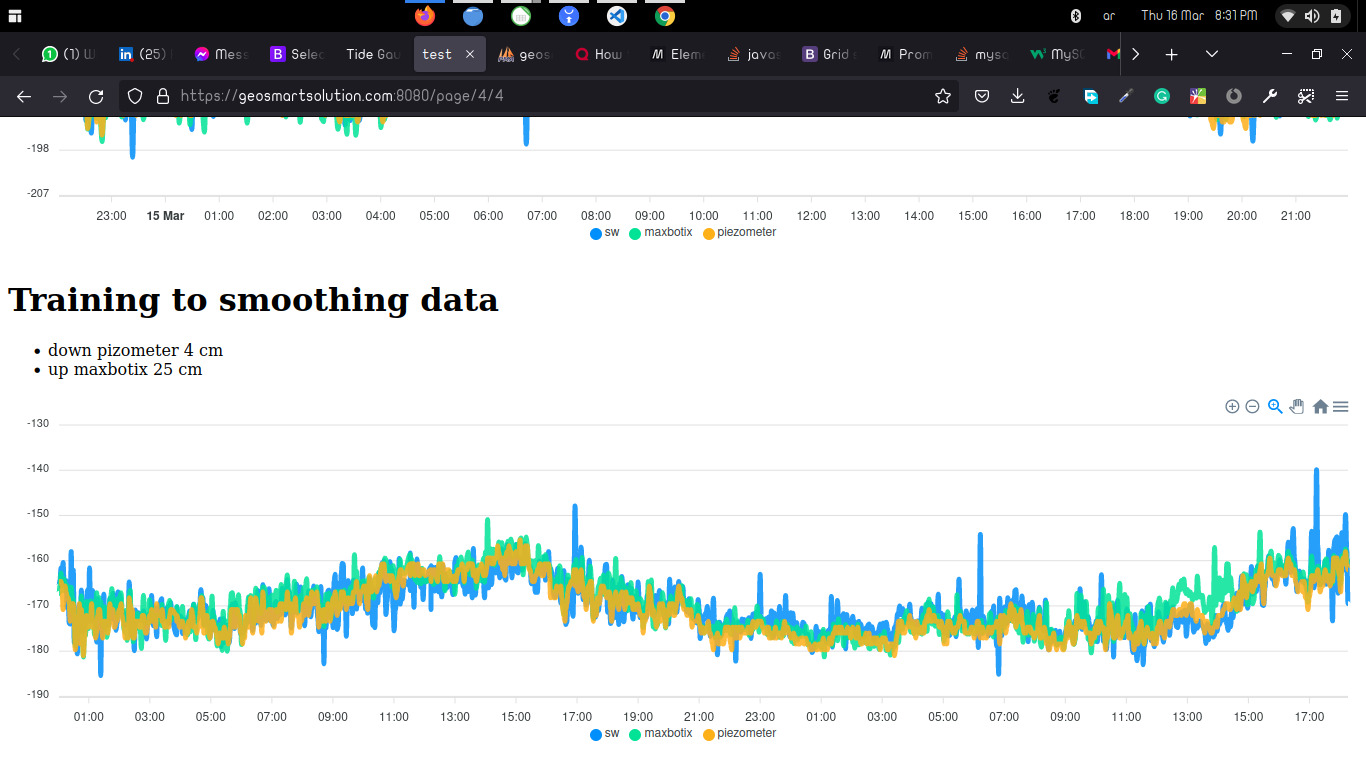 ar Thu 16 Mar 8:31 PM
(1) W (25) Mess Selec Tide Gau test geos How Elem javas Grid s Prom mysc MySQ
https://geosmartsolution.com:8080/page/4/4
-198
-207
23:00 15 Mar 01:00 02:00 03:00 04:00 05:00 06:00 07:00 08:00 09:00 10:00 11:00 12:00 13:00 14:00 15:00 16:00 17:00 18:00 19:00 20:00 21:00
sw maxbotix piezometer
Training to smoothing data
• down pizometer 4 cm
• up maxbotix 25 cm
-130
-140
-150
-160
-170
-180
-190
01:00 03:00 05:00 07:00 09:00 11:00 13:00 15:00 17:00 19:00 21:00 23:00 01:00 03:00 05:00 07:00 09:00 11:00 13:00 15:00 17:00
sw maxbotix piezometer